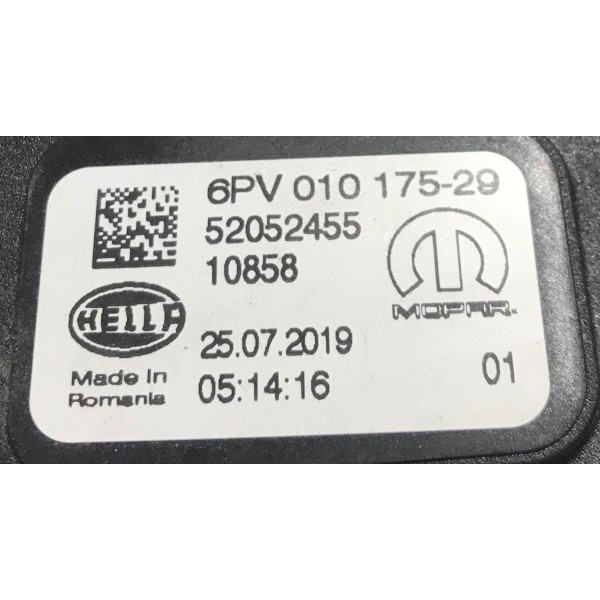 6PV 010 175-29
52052455
10858
HELLA
MOPAR.
25.07.2019
Made In
Romania
05:14:16
01